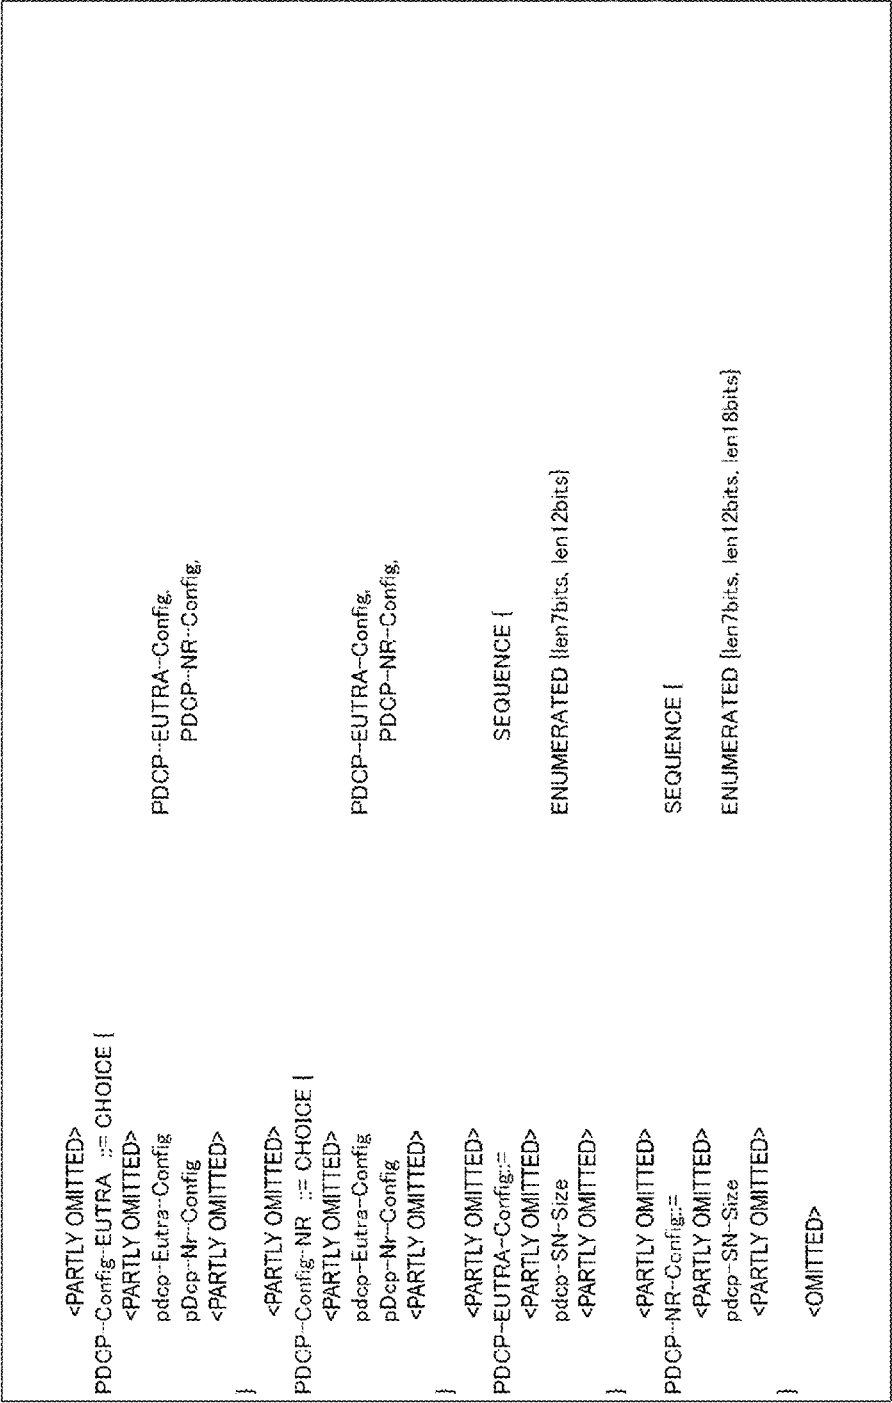 <PARTLY OMITTED>
PDCP-Config-EUTRA ::= CHOICE {
<PARTLY OMITTED>
pdcp-Eutra-Config PDCP-EUTRA-Config,
pDcp-Nr-Config PDCP-NR-Config,
<PARTLY OMITTED>
}
<PARTLY OMITTED>
PDCP-Config-NR ::= CHOICE {
<PARTLY OMITTED>
pdcp-Eutra-Config PDCP-EUTRA-Config,
pDcp-Nr-Config PDCP-NR-Config,
<PARTLY OMITTED>
}
<PARTLY OMITTED>
PDCP-EUTRA-Config::= SEQUENCE {
<PARTLY OMITTED>
pdcp-SN-Size ENUMERATED {len7bits, len12bits}
<PARTLY OMITTED>
}
<PARTLY OMITTED>
PDCP-NR-Config::= SEQUENCE {
<PARTLY OMITTED>
pdcp-SN-Size ENUMERATED {len7bits, len12bits, len18bits}
<PARTLY OMITTED>
}
<OMITTED>